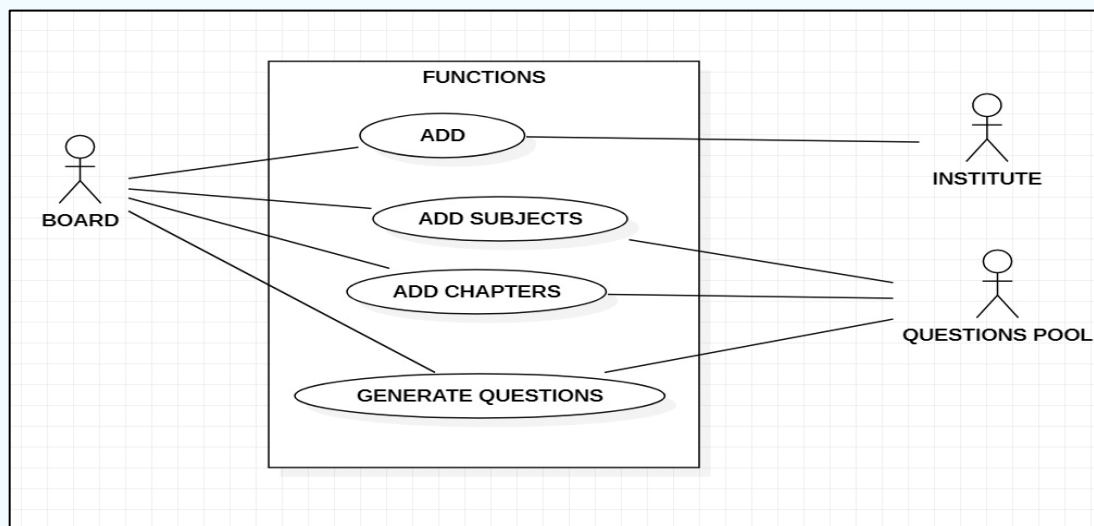 FUNCTIONS
ADD
INSTITUTE
BOARD
ADD SUBJECTS
ADD CHAPTERS
QUESTIONS POOL
GENERATE QUESTIONS